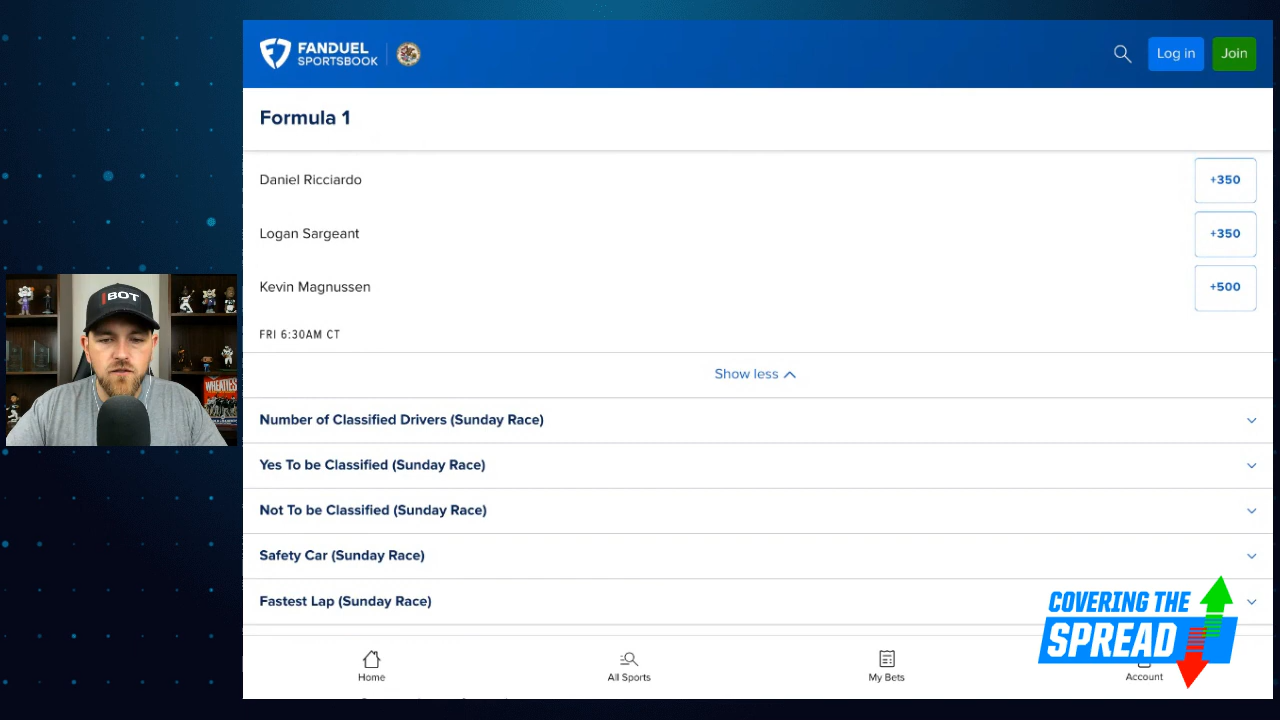 FANDUEL
SPORTSBOOK
Log in
Join
Formula 1
Daniel Ricciardo
+350
Logan Sargeant
+350
Kevin Magnussen
+500
FRI 6:30AM CT
Show less
Number of Classified Drivers (Sunday Race)
Yes To be Classified (Sunday Race)
Not To be Classified (Sunday Race)
Safety Car (Sunday Race)
Fastest Lap (Sunday Race)
BOT
WHEATIES
COVERING THE
SPREAD
Home
All Sports
My Bets
Account